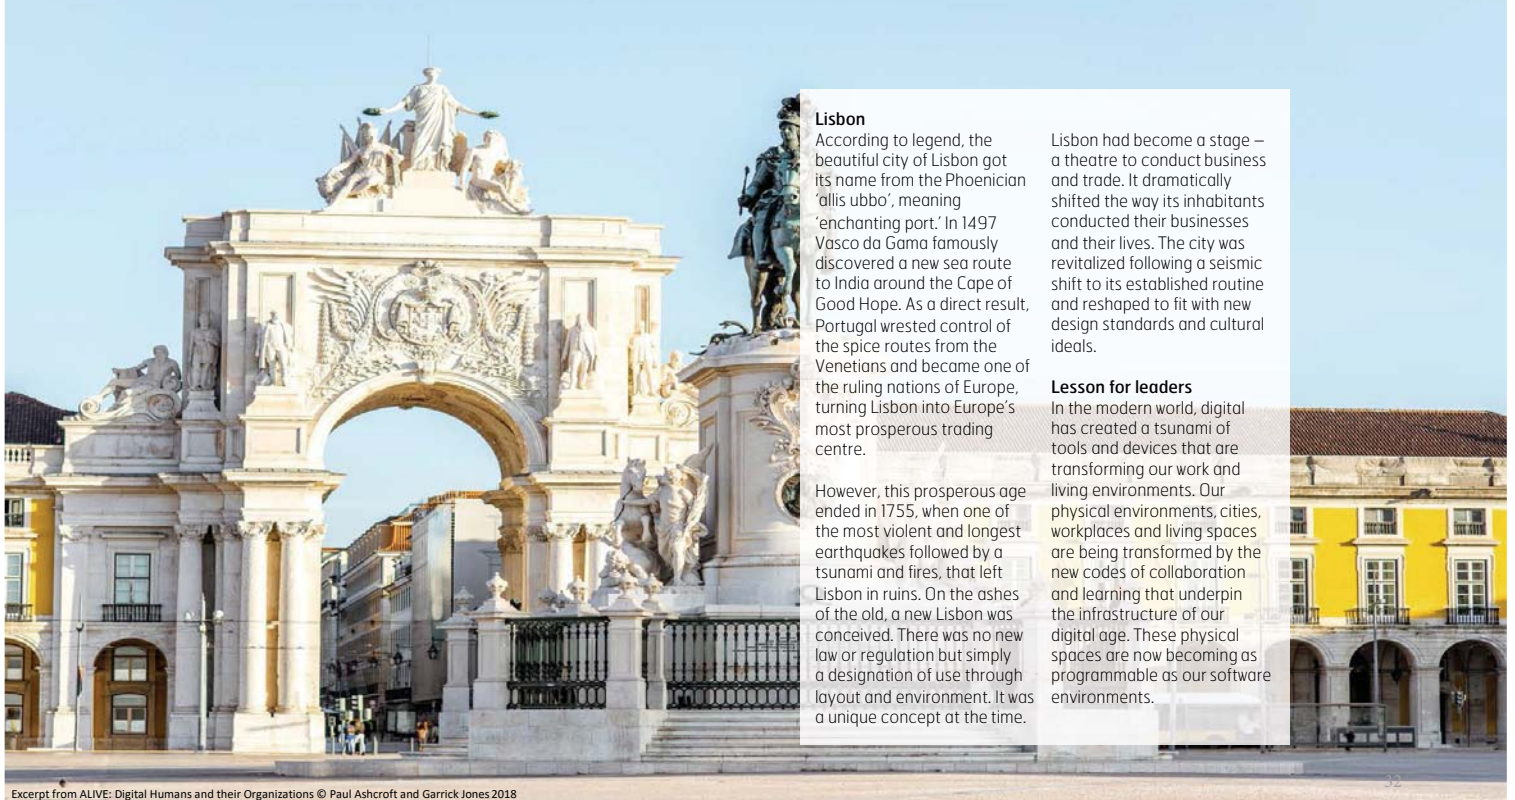 Lisbon
According to legend, the
beautiful city of Lisbon got
its name from the Phoenician
‘allis ubbo’, meaning
‘enchanting port.’ In 1497
Vasco da Gama famously
discovered a new sea route
to India around the Cape of
Good Hope. As a direct result,
Portugal wrested control of
the spice routes from the
Venetians and became one of
the ruling nations of Europe,
turning Lisbon into Europe’s
most prosperous trading
centre.
However, this prosperous age
ended in 1755, when one of
the most violent and longest
earthquakes followed by a
tsunami and fires, that left
Lisbon in ruins. On the ashes
of the old, a new Lisbon was
conceived. There was no new
law or regulation but simply
a designation of use through
layout and environment. It was
a unique concept at the time.
Lisbon had become a stage –
a theatre to conduct business
and trade. It dramatically
shifted the way its inhabitants
conducted their businesses
and their lives. The city was
revitalized following a seismic
shift to its established routine
and reshaped to fit with new
design standards and cultural
ideals.
Lesson for leaders
In the modern world, digital
has created a tsunami of
tools and devices that are
transforming our work and
living environments. Our
physical environments, cities,
workplaces and living spaces
are being transformed by the
new codes of collaboration
and learning that underpin
the infrastructure of our
digital age. These physical
spaces are now becoming as
programmable as our software
environments.
32
Excerpt from ALIVE: Digital Humans and their Organizations © Paul Ashcroft and Garrick Jones 2018